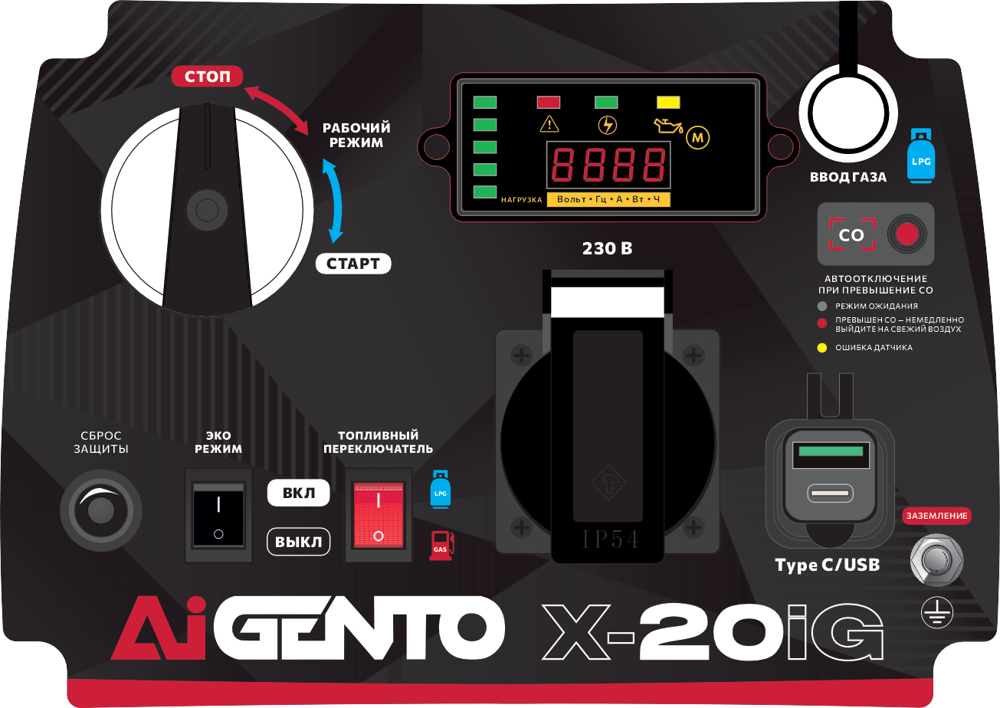 СТОП
РАБОЧИЙ
РЕЖИМ
СТАРТ
M
8888
НАГРУЗКА
Вольт • Гц • А • Вт • Ч
ВВОД ГАЗА
LPG
230 В
CO
АВТООТКЛЮЧЕНИЕ
ПРИ ПРЕВЫШЕНИЕ СО
РЕЖИМ ОЖИДАНИЯ
ПРЕВЫШЕН СО – НЕМЕДЛЕННО
ВЫЙДИТЕ НА СВЕЖИЙ ВОЗДУХ
ОШИБКА ДАТЧИКА
СБРОС
ЗАЩИТЫ
ЭКО
РЕЖИМ
ВКЛ
ВЫКЛ
ТОПЛИВНЫЙ
ПЕРЕКЛЮЧАТЕЛЬ
LPG
GAS
IP54
Type C/USB
ЗАЗЕМЛЕНИЕ
AiGENTO X-20iG